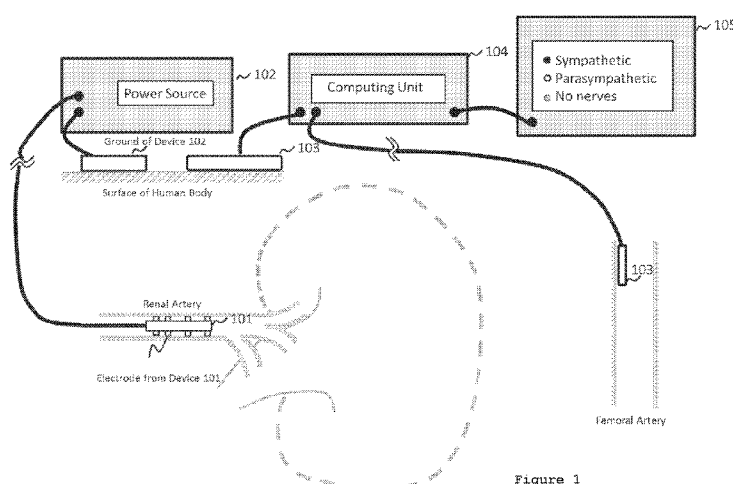 105
104
102
Sympathetic
Parasympathetic
No nerves
Power Source
Computing Unit
Ground of Device 102
103
Surface of Human Body
Renal Artery
101
103
Electrode from Device 101
Femoral Artery
Figure 1